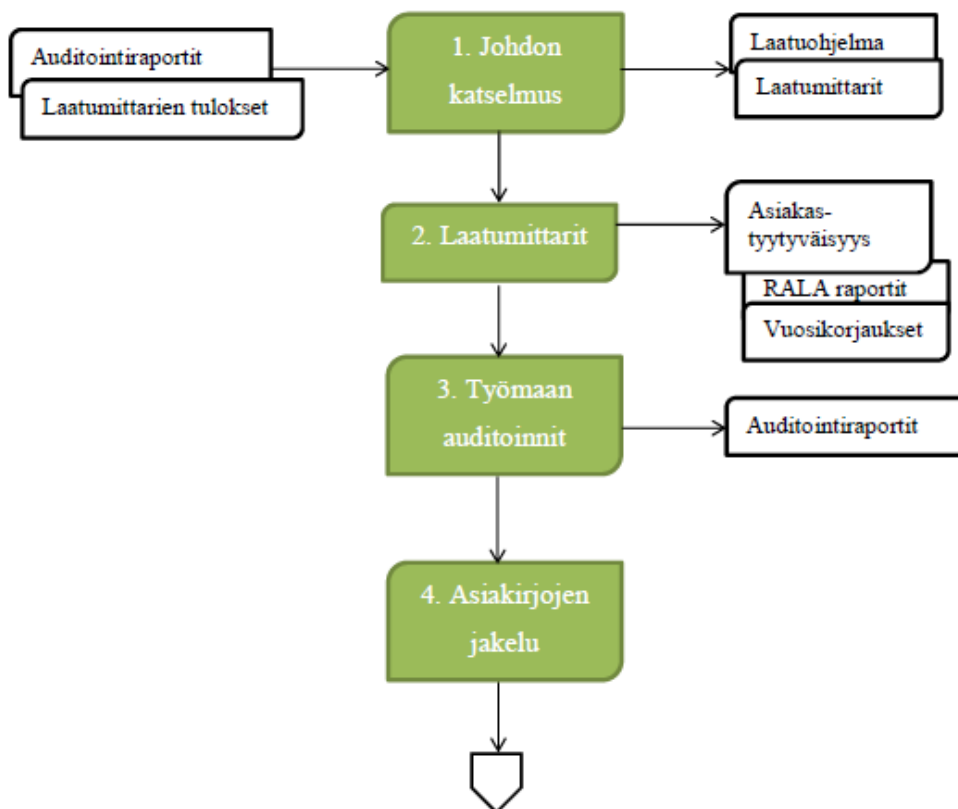 Auditointiraportit
Laatumittarien tulokset
1. Johdon
katselmus
Laatuohjelma
Laatumittarit
2. Laatumittarit
Asiakas-
tyytyväisyys
RALA raportit
Vuosikorjaukset
3. Työmaan
auditoinnit
Auditointiraportit
4. Asiakirjojen
jakelu